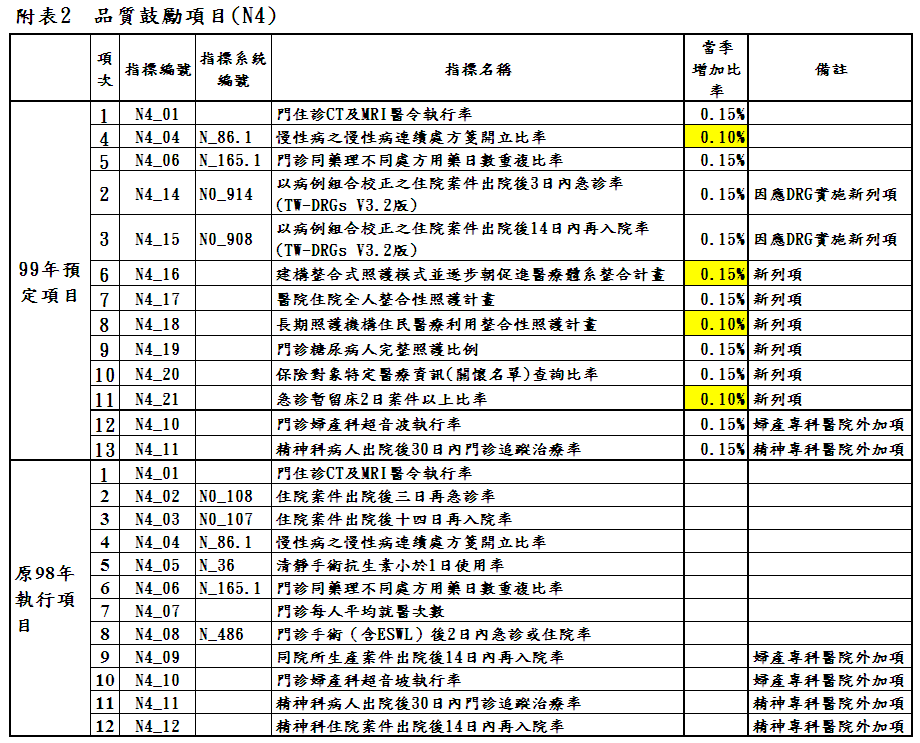 附表2 品質鼓勵項目(N4)
項次 指標編號 指標系統編號 指標名稱 當季增加比率 備註
99年預定項目
1 N4_01 門住診CT及MRI醫令執行率 0.15%
4 N4_04 N_86.1 慢性病之慢性病連續處方箋開立比率 0.10%
5 N4_06 N_165.1 門診同藥理不同處方用藥日數重複比率 0.15%
2 N4_14 N0_914 以病例組合校正之住院案件出院後3日內急診率 (TW-DRGs V3.2版) 0.15% 因應DRG實施新列項
3 N4_15 N0_908 以病例組合校正之住院案件出院後14日內再入院率 (TW-DRGs V3.2版) 0.15% 因應DRG實施新列項
6 N4_16 建構整合式照護模式並逐步朝促進醫療體系整合計畫 0.15% 新列項
7 N4_17 醫院住院全人整合性照護計畫 0.15% 新列項
8 N4_18 長期照護機構住民醫療利用整合性照護計畫 0.10% 新列項
9 N4_19 門診糖尿病人完整照護比例 0.15% 新列項
10 N4_20 保險對象特定醫療資訊(關懷名單)查詢比率 0.15% 新列項
11 N4_21 急診暫留床2日案件以上比率 0.10% 新列項
12 N4_10 門診婦產科超音波執行率 0.15% 婦產專科醫院外加項
13 N4_11 精神科病人出院後30日內門診追蹤治療率 0.15% 精神專科醫院外加項
原98年執行項目
1 N4_01 門住診CT及MRI醫令執行率
2 N4_02 N0_108 住院案件出院後三日再急診率
3 N4_03 N0_107 住院案件出院後十四日再入院率
4 N4_04 N_86.1 慢性病之慢性病連續處方箋開立比率
5 N4_05 N_36 清靜手術抗生素小於1日使用率
6 N4_06 N_165.1 門診同藥理不同處方用藥日數重複比率
7 N4_07 門診每人平均就醫次數
8 N4_08 N_486 門診手術（含ESWL）後2日內急診或住院率
9 N4_09 同院所生產案件出院後14日內再入院率 婦產專科醫院外加項
10 N4_10 門診婦產科超音坡執行率 婦產專科醫院外加項
11 N4_11 精神科病人出院後30日內門診追蹤治療率 精神專科醫院外加項
12 N4_12 精神科住院案件出院後14日內再入院率 精神專科醫院外加項